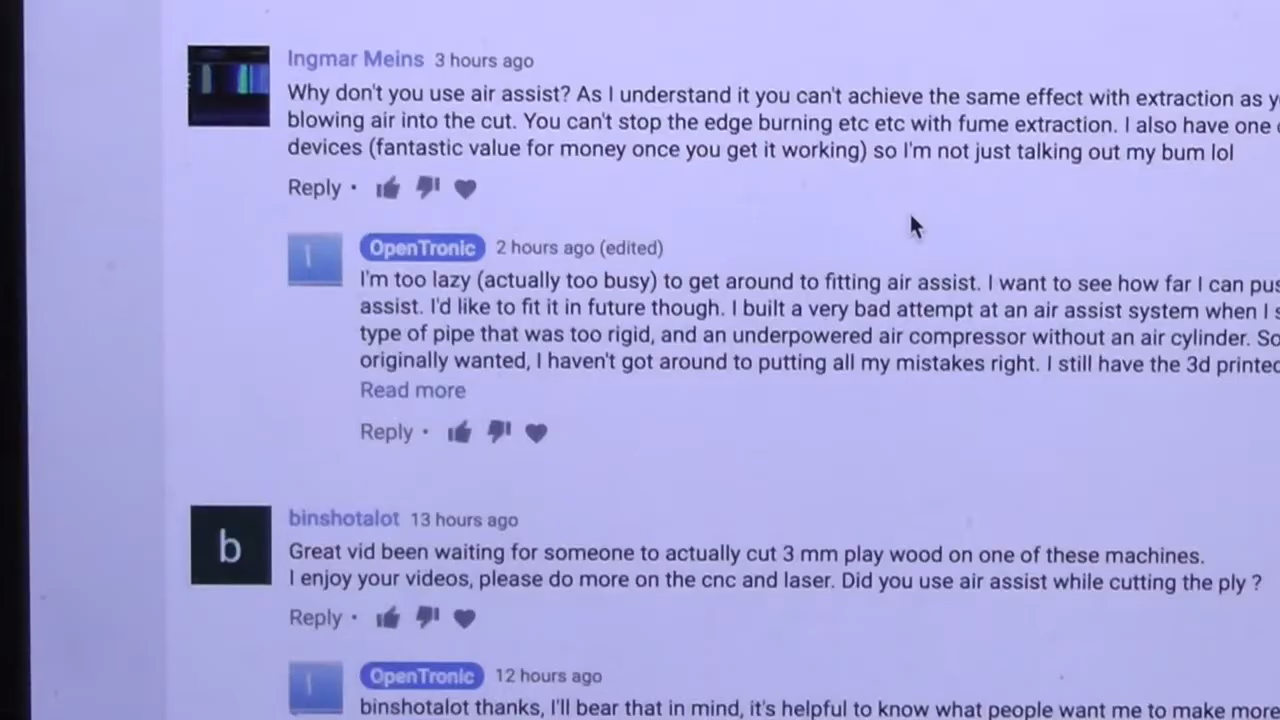 Ingmar Meins 3 hours ago
Why don't you use air assist? As I understand it you can't achieve the same effect with extraction as
blowing air into the cut. You can't stop the edge burning etc etc with fume extraction. I also have one
devices (fantastic value for money once you get it working) so I'm not just talking out my bum lol
Reply •
OpenTronic 2 hours ago (edited)
I'm too lazy (actually too busy) to get around to fitting air assist. I want to see how far I can
assist. I'd like to fit it in future though. I built a very bad attempt at an air assist system when I
type of pipe that was too rigid, and an underpowered air compressor without an air cylinder. So
originally wanted, I haven't got around to putting all my mistakes right. I still have the 3d printed
Read more
Reply •
b
binshotalot 13 hours ago
Great vid been waiting for someone to actually cut 3 mm play wood on one of these machines.
I enjoy your videos, please do more on the cnc and laser. Did you use air assist while cutting the ply ?
Reply •
OpenTronic 12 hours ago
binshotalot thanks, I'll bear that in mind, it's helpful to know what people want me to make more